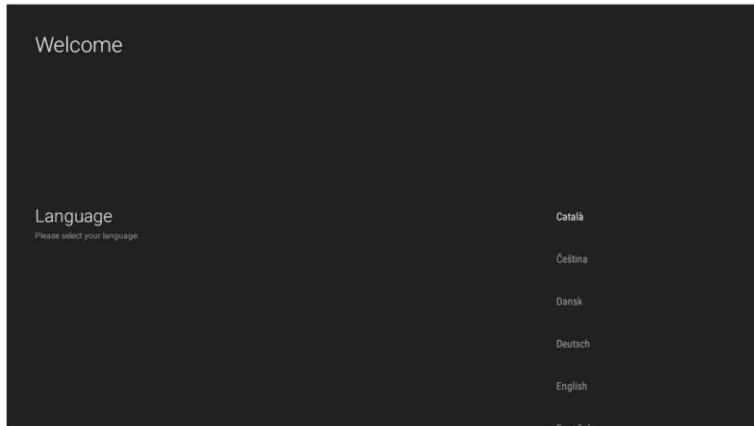 Welcome
Language
Please select your language:
Català
Čeština
Dansk
Deutsch
English